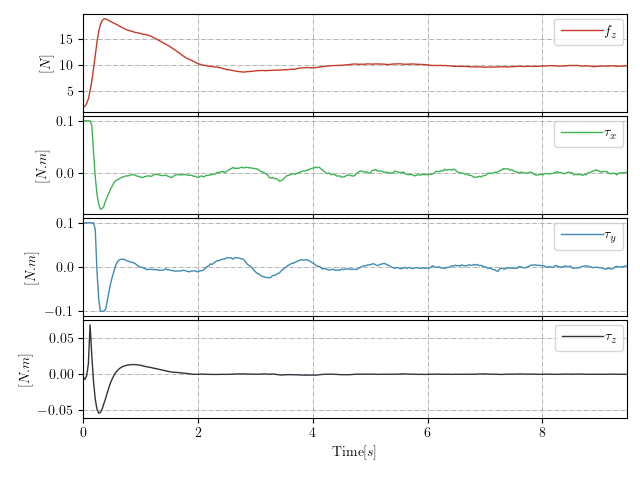 15
10
5
[N]
f_z
0.1
0.0
[N.m]
τ_x
0.1
0.0
−0.1
[N.m]
τ_y
0.05
0.00
−0.05
[N.m]
τ_z
0 2 4 6 8
Time[s]